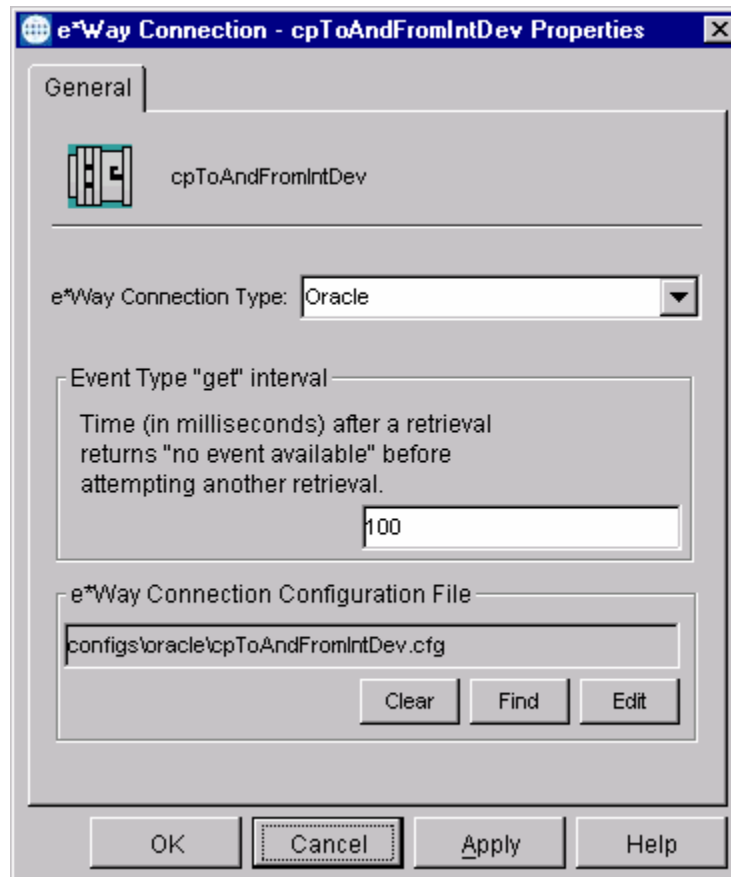 e*Way Connection - cpToAndFromIntDev Properties
General
cpToAndFromIntDev
e*Way Connection Type: Oracle
Event Type "get" interval
Time (in milliseconds) after a retrieval
returns "no event available" before
attempting another retrieval.
100
e*Way Connection Configuration File
configs\oracle\cpToAndFromIntDev.cfg
Clear Find Edit
OK Cancel Apply Help